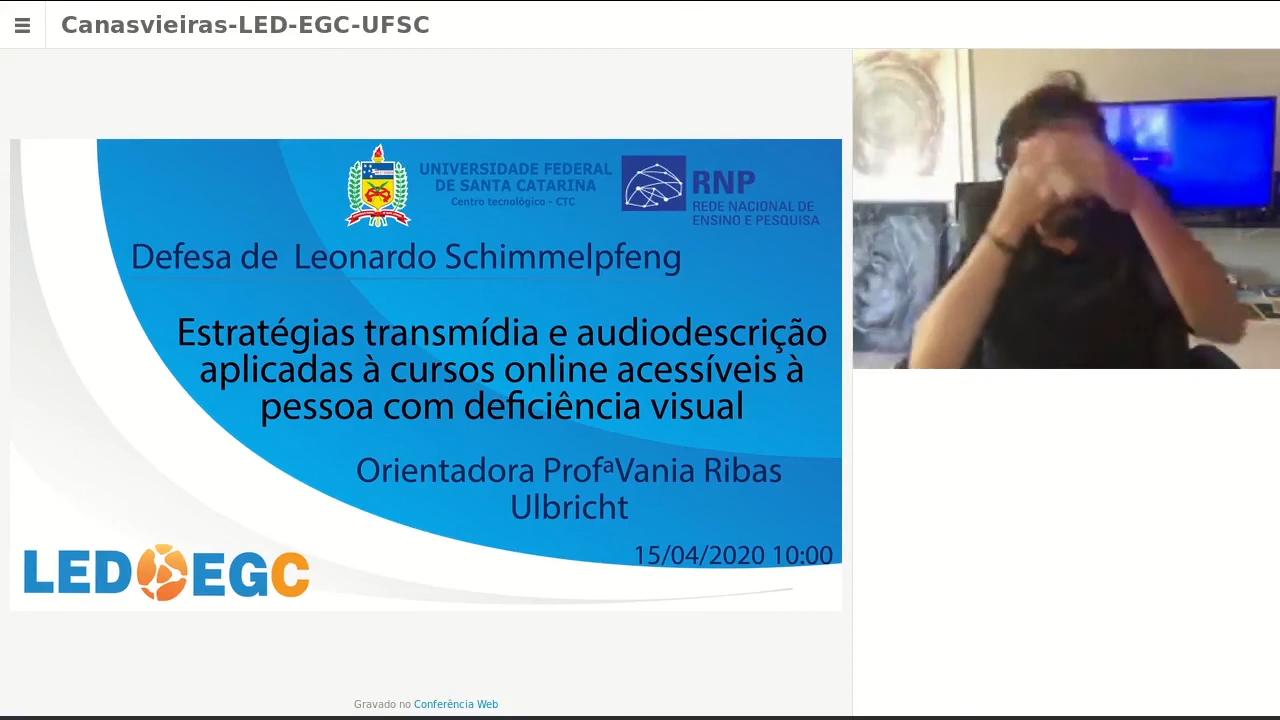 Canasvieiras-LED-EGC-UFSC
UNIVERSIDADE FEDERAL
DE SANTA CATARINA
Centro tecnológico - CTC
RNP
REDE NACIONAL DE
ENSINO E PESQUISA
Defesa de Leonardo Schimmelpfeng
Estratégias transmídia e audiodescrição
aplicadas à cursos online acessíveis à
pessoa com deficiência visual
Orientadora ProfªVania Ribas
Ulbricht
15/04/2020 10:00
LED EGC
Gravado no Conferência Web